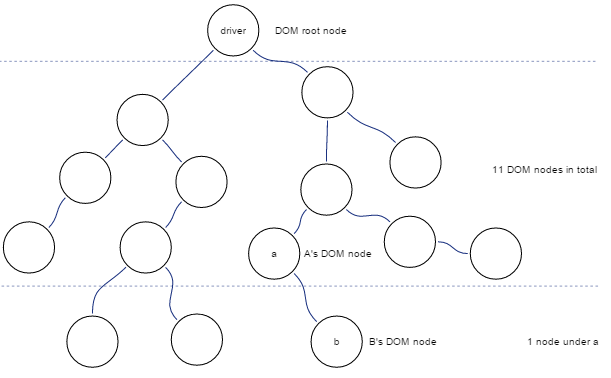 driver
DOM root node
11 DOM nodes in total
a
A's DOM node
b
B's DOM node
1 node under a